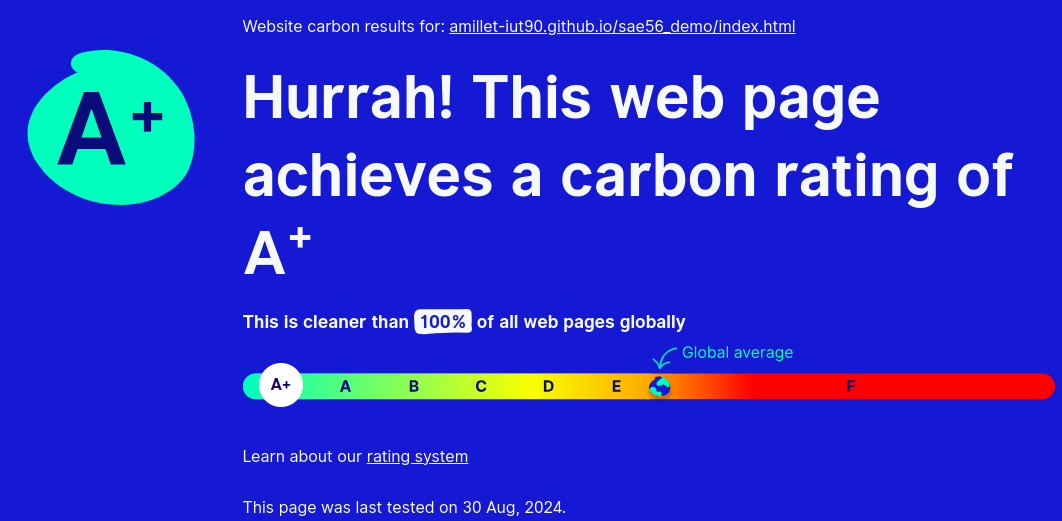 Website carbon results for: amillet-iut90.github.io/sae56_demo/index.html
A+
Hurrah! This web page
achieves a carbon rating of
A+
This is cleaner than 100% of all web pages globally
Global average
A+ A B C D E F
Learn about our rating system
This page was last tested on 30 Aug, 2024.